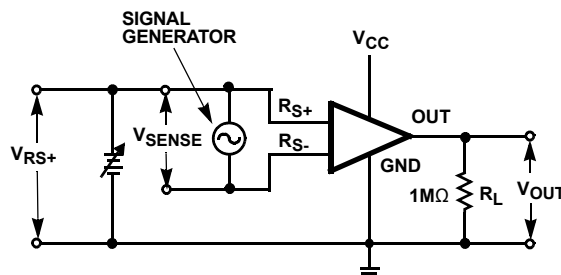 SIGNAL
GENERATOR
VCC
RS+
OUT
VRS+
VSENSE
RS-
GND
1MΩ
RL
VOUT